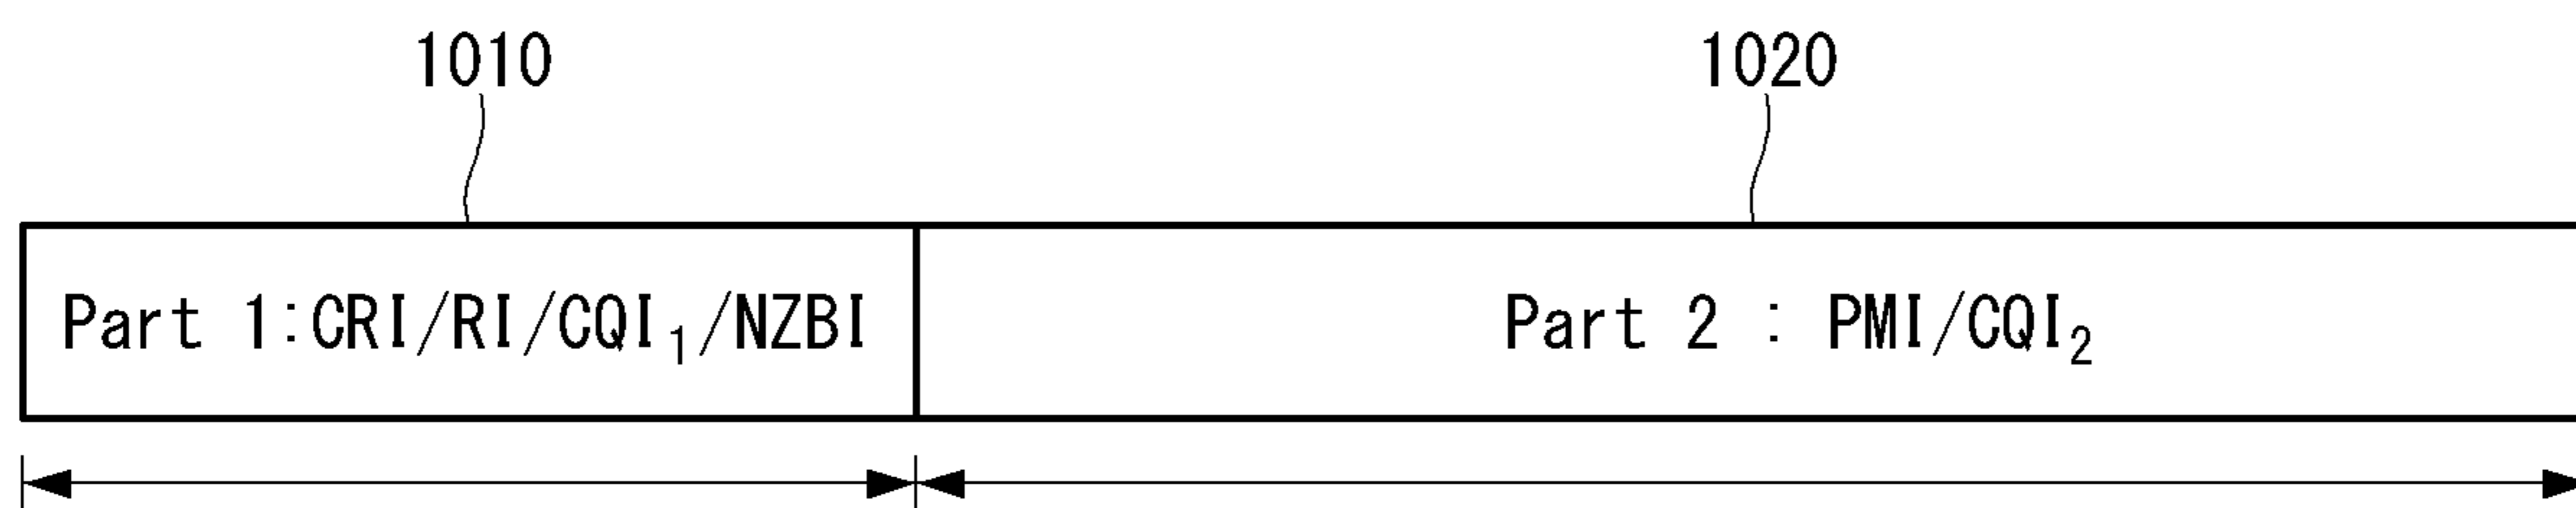 1010 1020
Part 1:CRI/RI/CQI₁/NZBI Part 2 : PMI/CQI₂